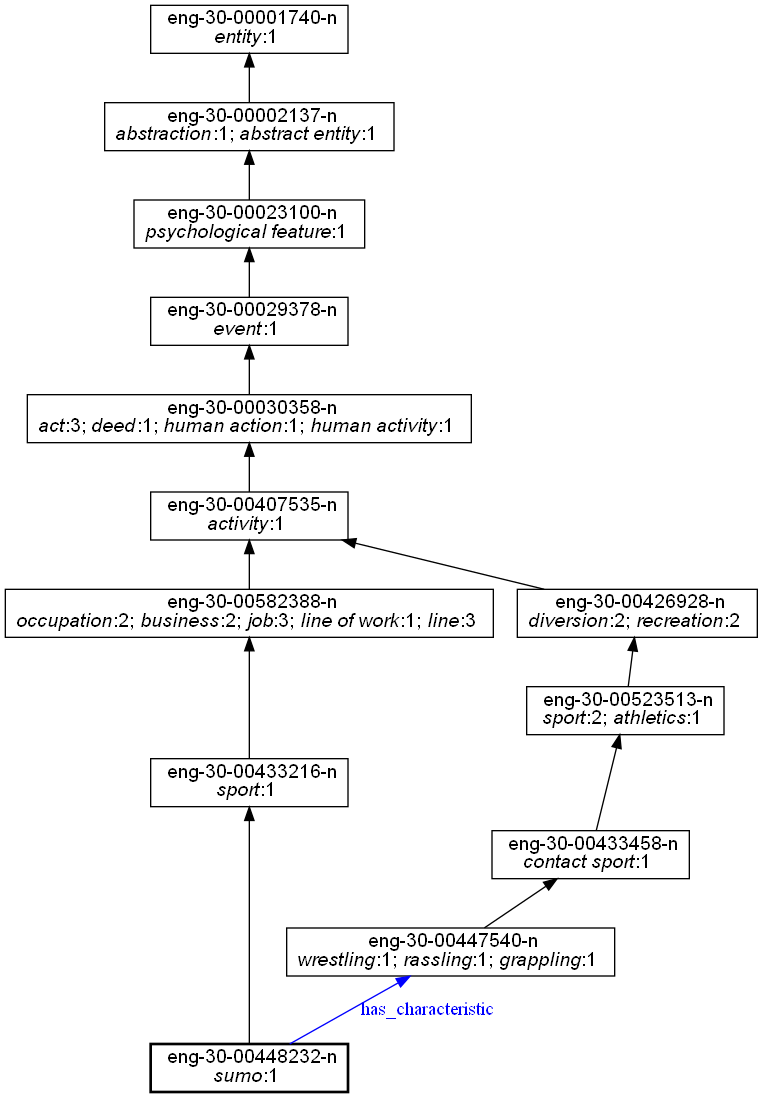 eng-30-00001740-n
entity:1
eng-30-00002137-n
abstraction:1; abstract entity:1
eng-30-00023100-n
psychological feature:1
eng-30-00029378-n
event:1
eng-30-00030358-n
act:3; deed:1; human action:1; human activity:1
eng-30-00407535-n
activity:1
eng-30-00582388-n
occupation:2; business:2; job:3; line of work:1; line:3
eng-30-00426928-n
diversion:2; recreation:2
eng-30-00523513-n
sport:2; athletics:1
eng-30-00433216-n
sport:1
eng-30-00433458-n
contact sport:1
eng-30-00447540-n
wrestling:1; rassling:1; grappling:1
has_characteristic
eng-30-00448232-n
sumo:1